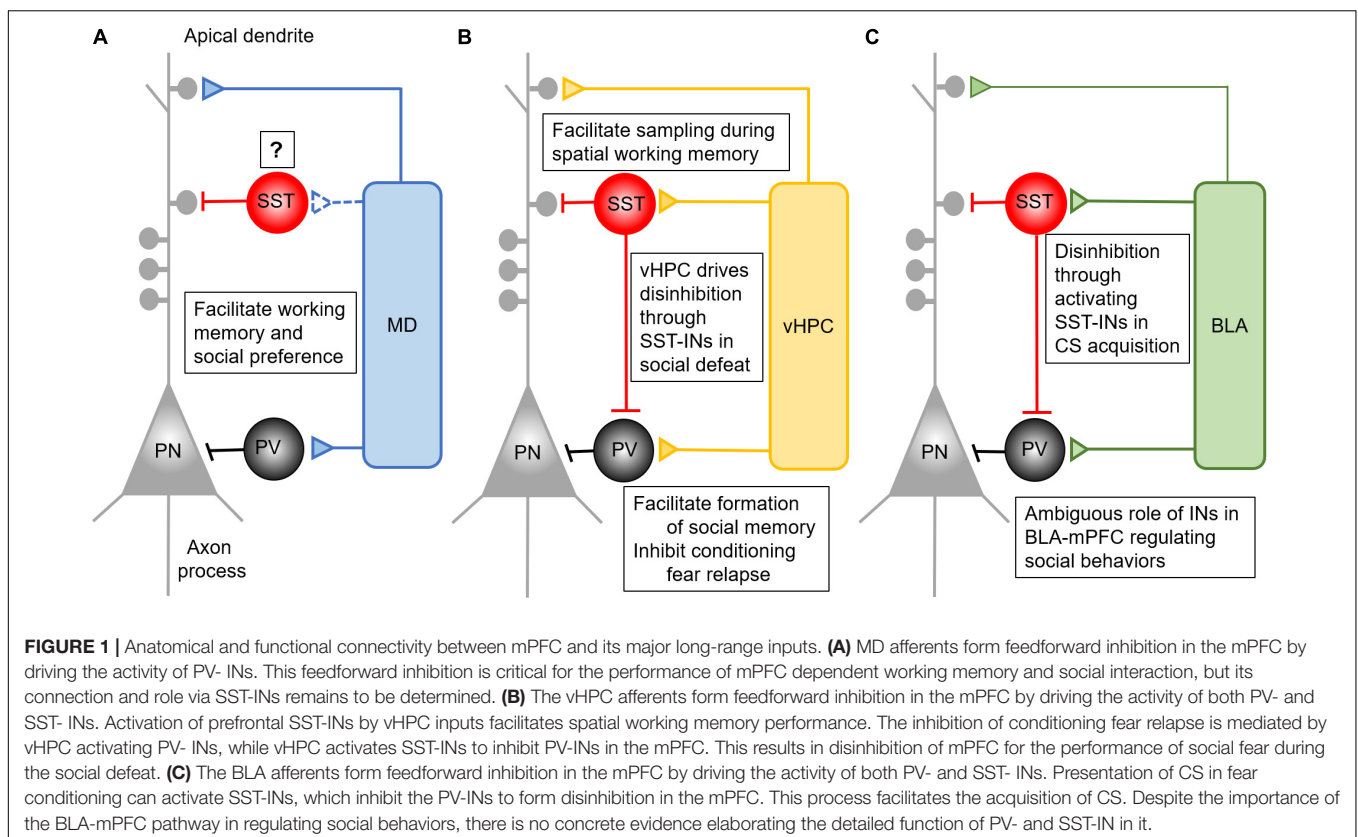 A
Apical dendrite
?
SST
Facilitate working
memory and
social preference
MD
PN
PV
Axon
process
B
Facilitate sampling during
spatial working memory
SST
vHPC drives
disinhibition
through
SST-INs in
social defeat
vHPC
PN
PV
Facilitate formation
of social memory
Inhibit conditioning
fear relapse
C
SST
Disinhibition
through
activating
SST-INs in
CS acquisition
BLA
PN
PV
Ambiguous role of INs in
BLA-mPFC regulating
social behaviors
FIGURE 1 | Anatomical and functional connectivity between mPFC and its major long-range inputs. (A) MD afferents form feedforward inhibition in the mPFC by
driving the activity of PV- INs. This feedforward inhibition is critical for the performance of mPFC dependent working memory and social interaction, but its
connection and role via SST-INs remains to be determined. (B) The vHPC afferents form feedforward inhibition in the mPFC by driving the activity of both PV- and
SST- INs. Activation of prefrontal SST-INs by vHPC inputs facilitates spatial working memory performance. The inhibition of conditioning fear relapse is mediated by
vHPC activating PV- INs, while vHPC activates SST-INs to inhibit PV-INs in the mPFC. This results in disinhibition of mPFC for the performance of social fear during
the social defeat. (C) The BLA afferents form feedforward inhibition in the mPFC by driving the activity of both PV- and SST- INs. Presentation of CS in fear
conditioning can activate SST-INs, which inhibit the PV-INs to form disinhibition in the mPFC. This process facilitates the acquisition of CS. Despite the importance of
the BLA-mPFC pathway in regulating social behaviors, there is no concrete evidence elaborating the detailed function of PV- and SST-IN in it.